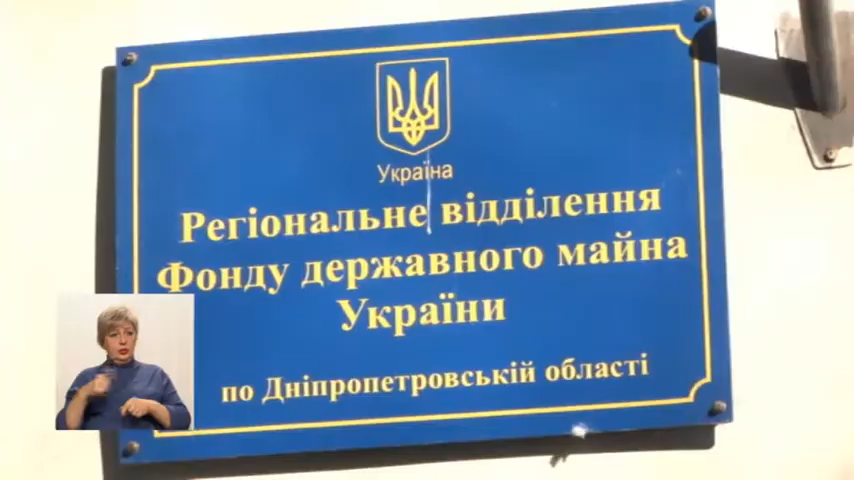 Україна
Регіональне відділення
Фонду державного майна
України
по Дніпропетровській області